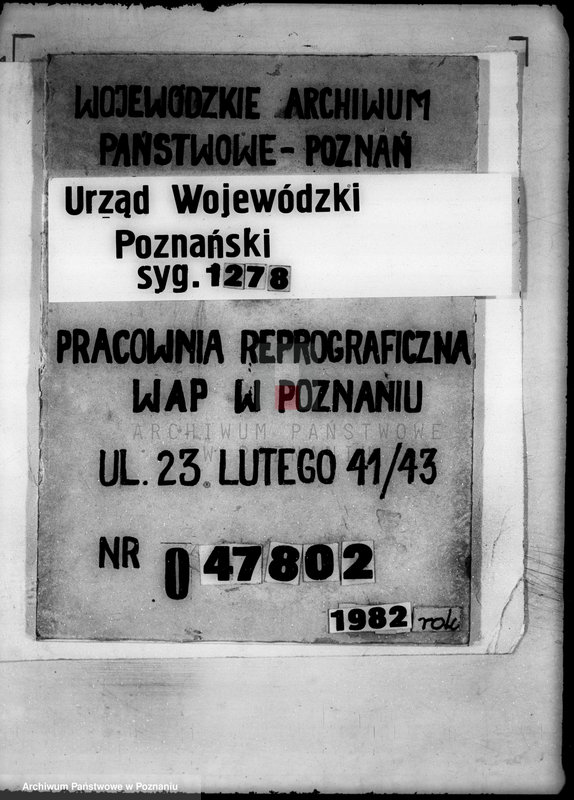 WOJEWÓDZKIE ARCHIWUM
PAŃSTWOWE - POZNAŃ
Urząd Wojewódzki
Poznański
syg. 1278
PRACOWNIA REPROGRAFICZNA
WAP W POZNANIU
ARCHIWUM PAŃSTWOWE
UL. 23 LUTEGO 41/43
NR 0 47802
1982 rok
Archiwum Państwowe w Poznaniu